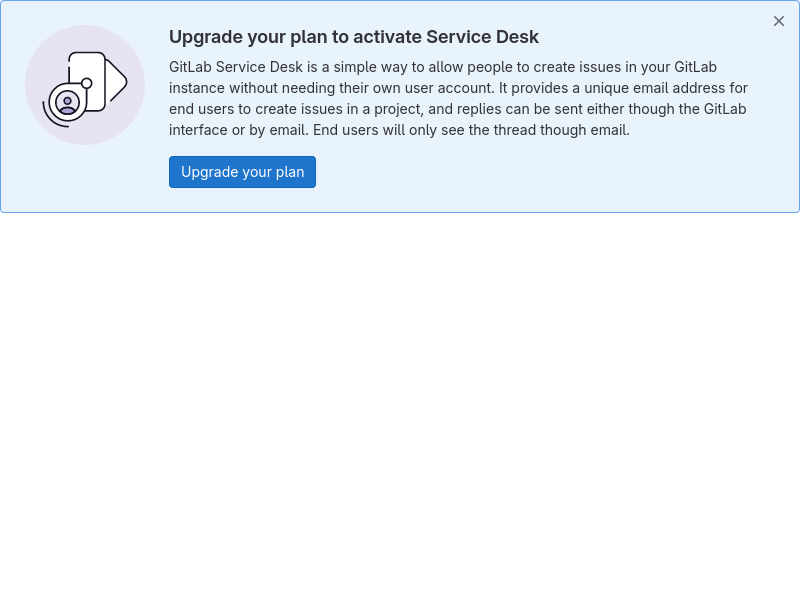 Upgrade your plan to activate Service Desk
GitLab Service Desk is a simple way to allow people to create issues in your GitLab
instance without needing their own user account. It provides a unique email address for
end users to create issues in a project, and replies can be sent either though the GitLab
interface or by email. End users will only see the thread though email.
Upgrade your plan